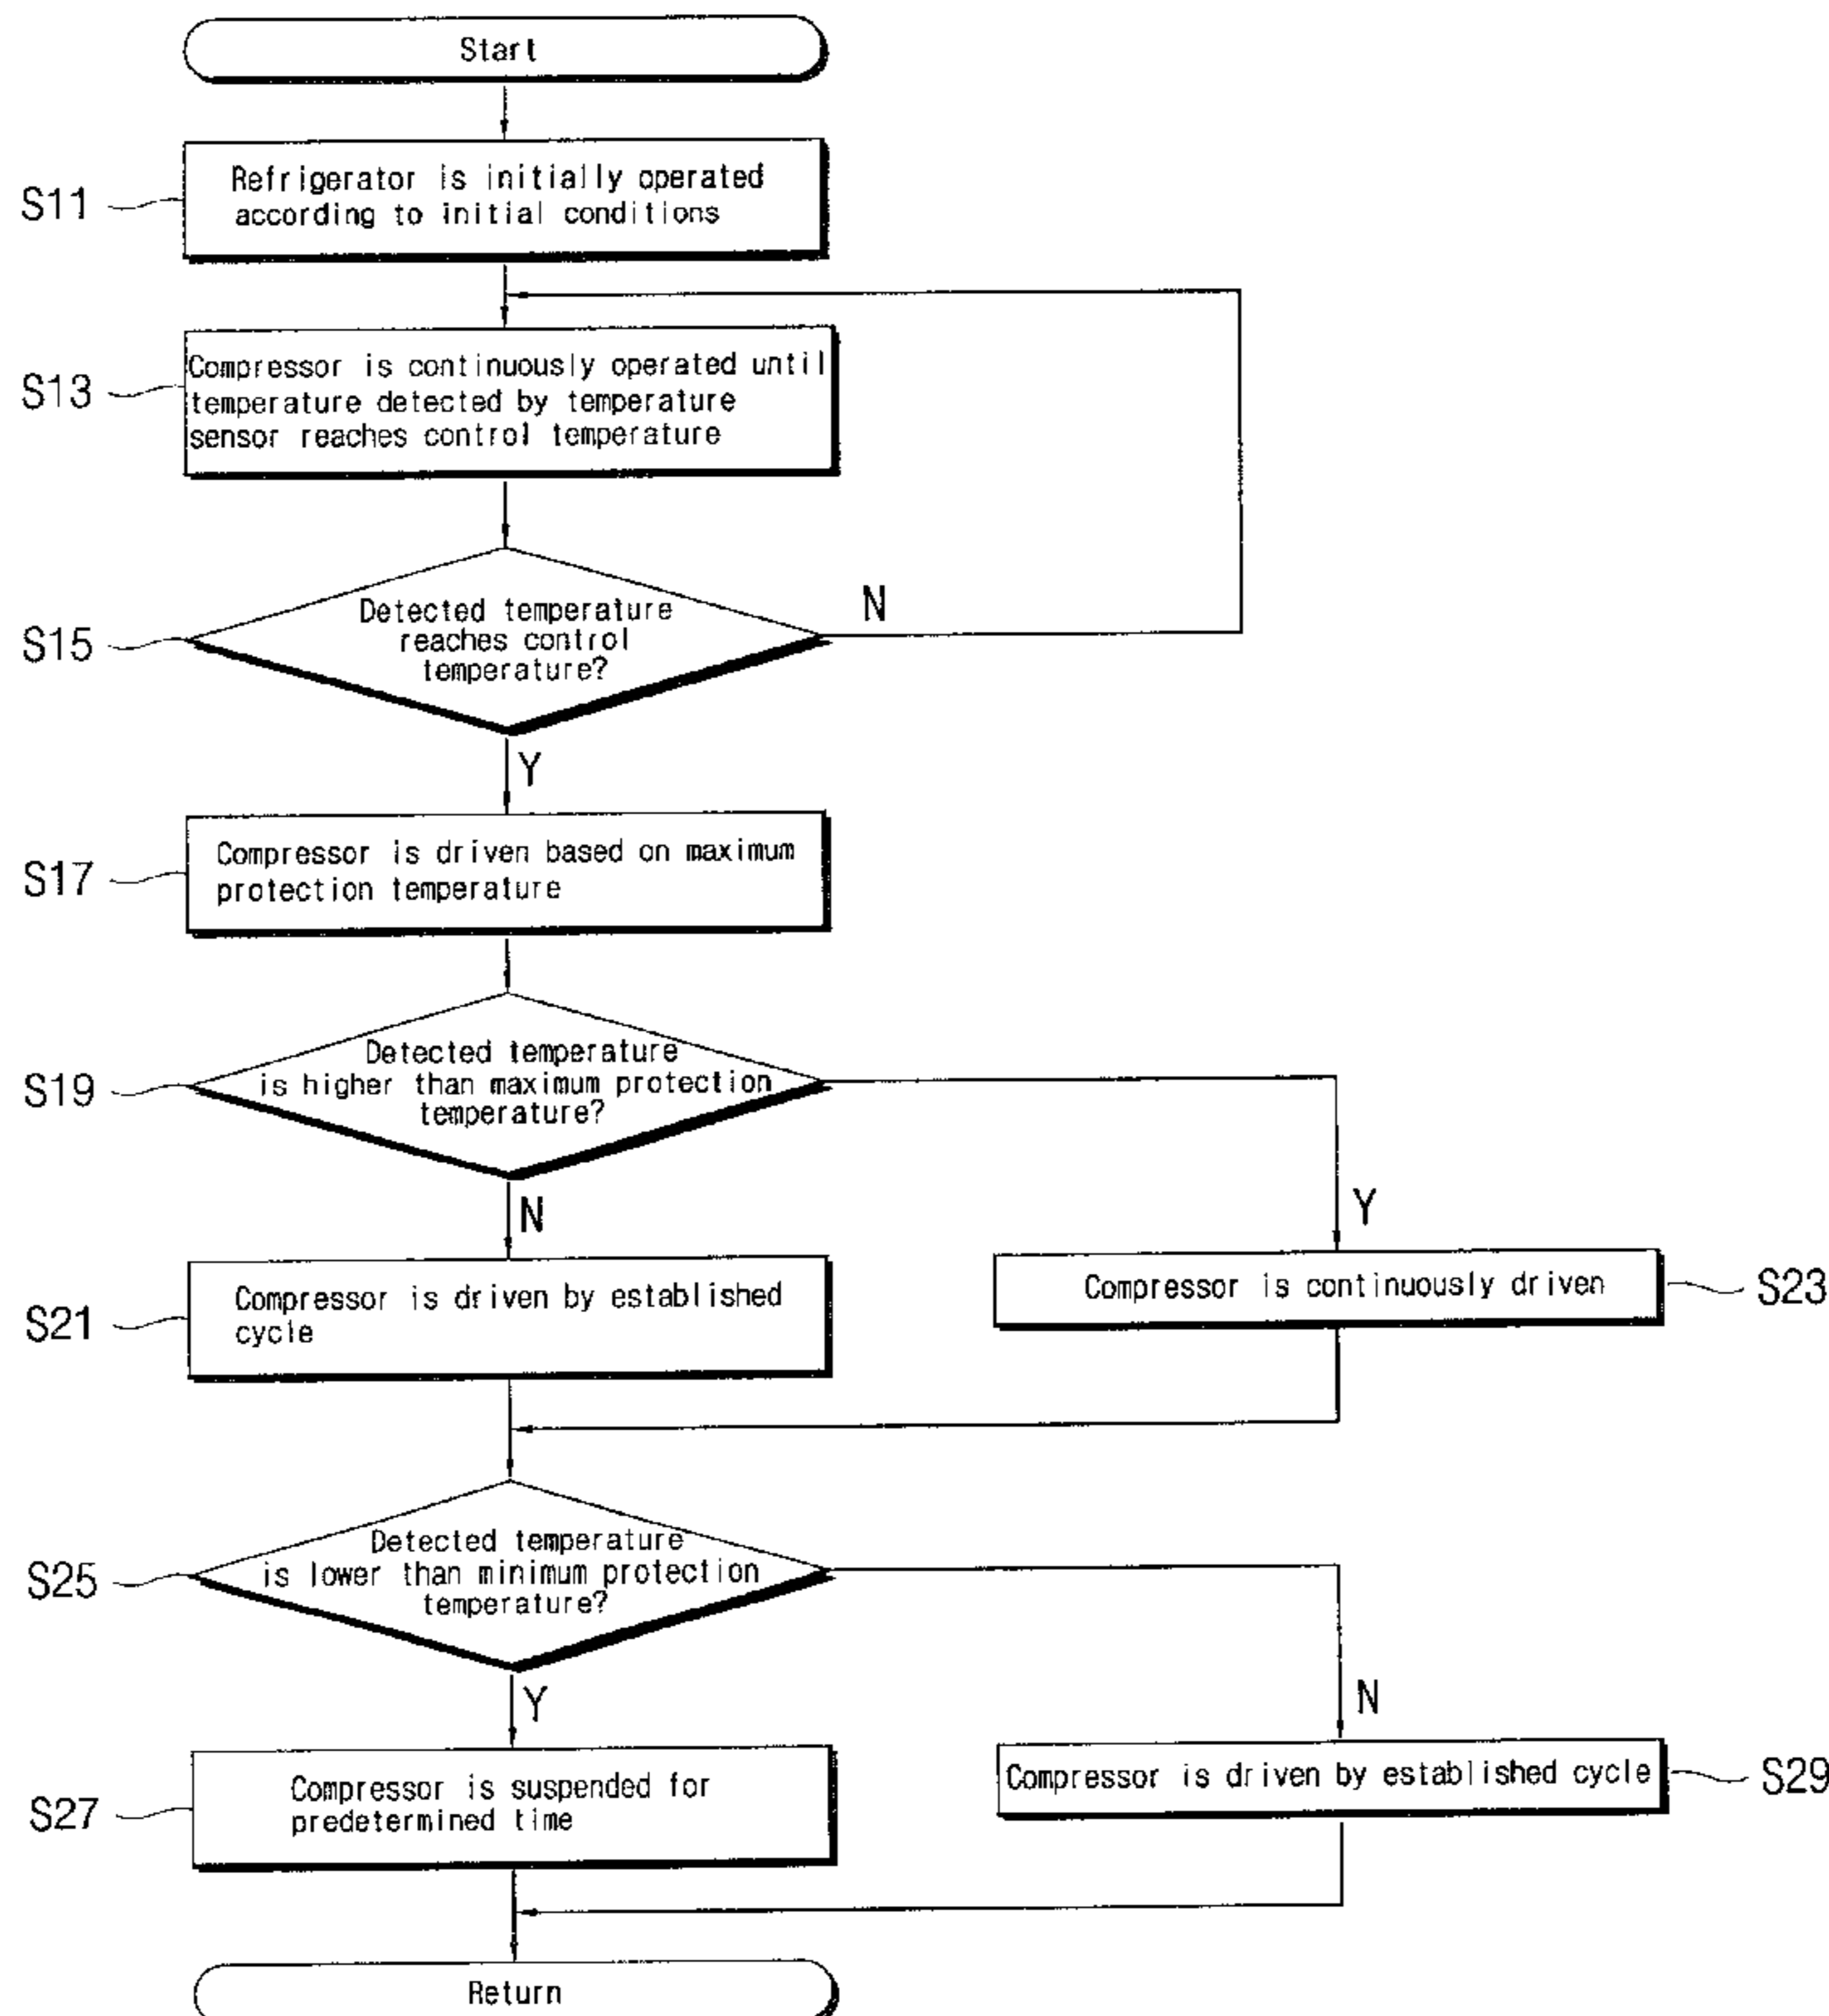 Start
S11
Refrigerator is initially operated
according to initial conditions
S13
Compressor is continuously operated until
temperature detected by temperature
sensor reaches control temperature
S15
Detected temperature
reaches control
temperature?
N
Y
S17
Compressor is driven based on maximum
protection temperature
S19
Detected temperature
is higher than maximum protection
temperature?
N
Y
S21
Compressor is driven by established
cycle
Compressor is continuously driven
S23
S25
Detected temperature
is lower than minimum protection
temperature?
Y
N
S27
Compressor is suspended for
predetermined time
Compressor is driven by established cycle
S29
Return